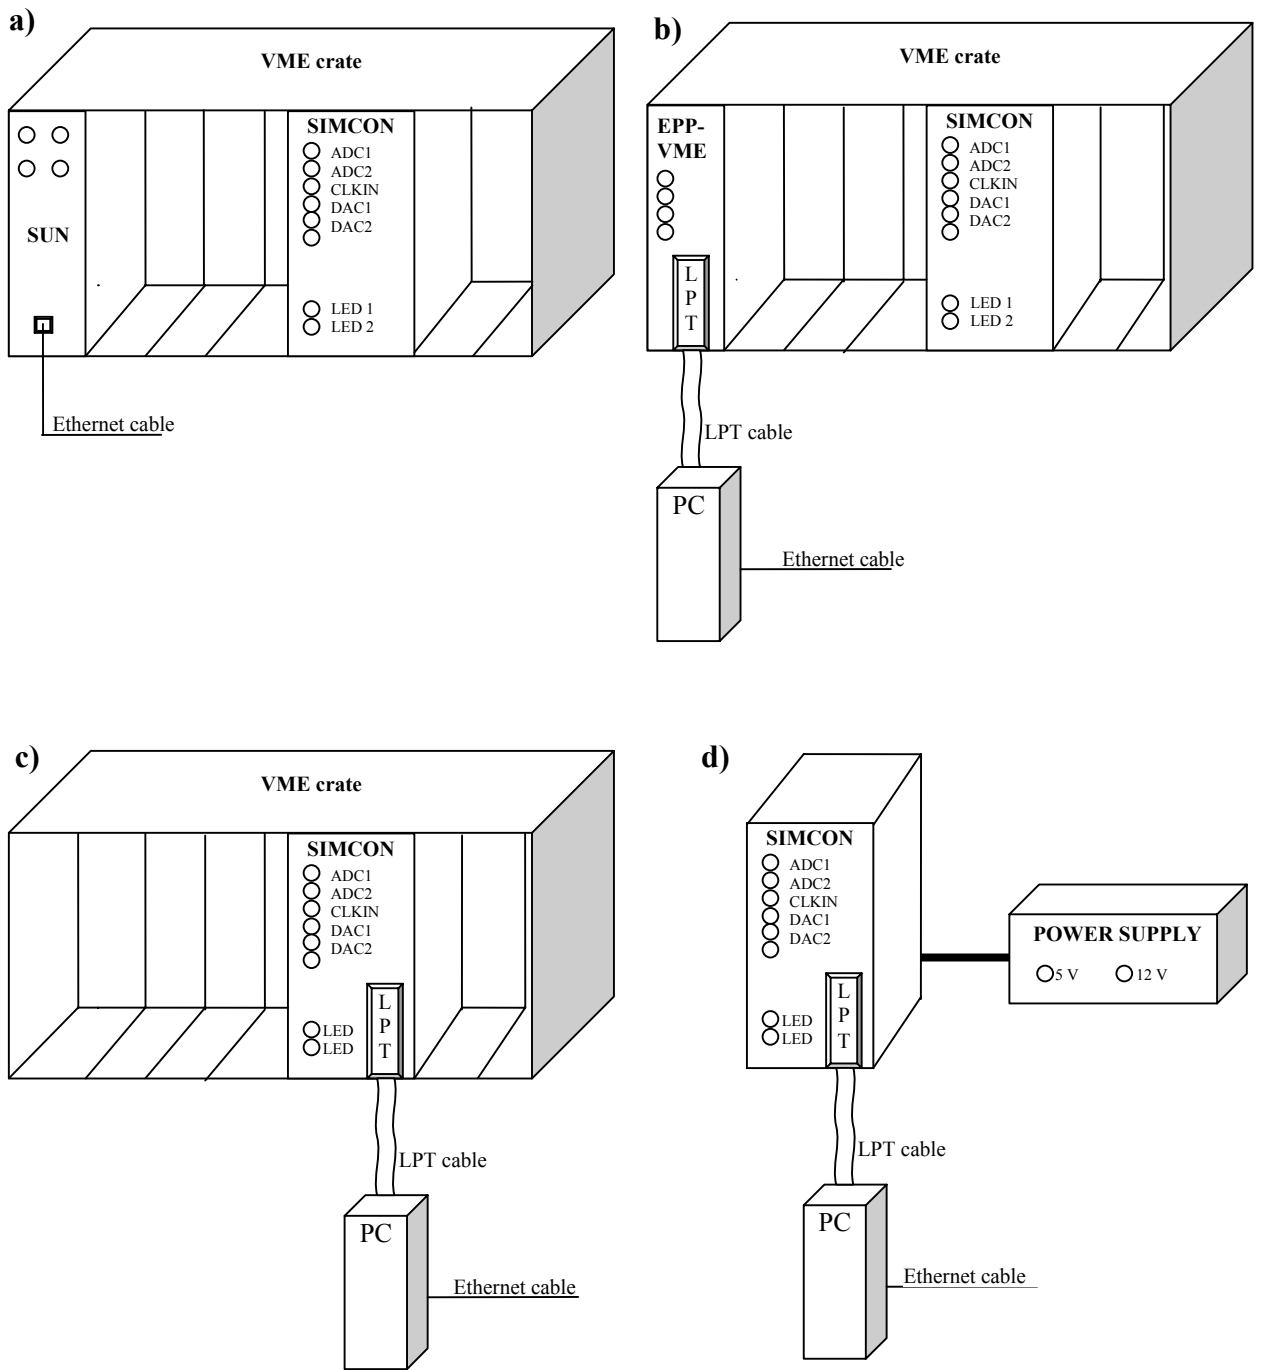 a)
VME crate
SUN
SIMCON
ADC1
ADC2
CLKIN
DAC1
DAC2
LED 1
LED 2
Ethernet cable
b)
VME crate
EPP-
VME
L
P
T
SIMCON
ADC1
ADC2
CLKIN
DAC1
DAC2
LED 1
LED 2
LPT cable
PC
Ethernet cable
c)
VME crate
SIMCON
ADC1
ADC2
CLKIN
DAC1
DAC2
LED
LED
L
P
T
LPT cable
PC
Ethernet cable
d)
SIMCON
ADC1
ADC2
CLKIN
DAC1
DAC2
LED
LED
L
P
T
POWER SUPPLY
5 V
12 V
LPT cable
PC
Ethernet cable